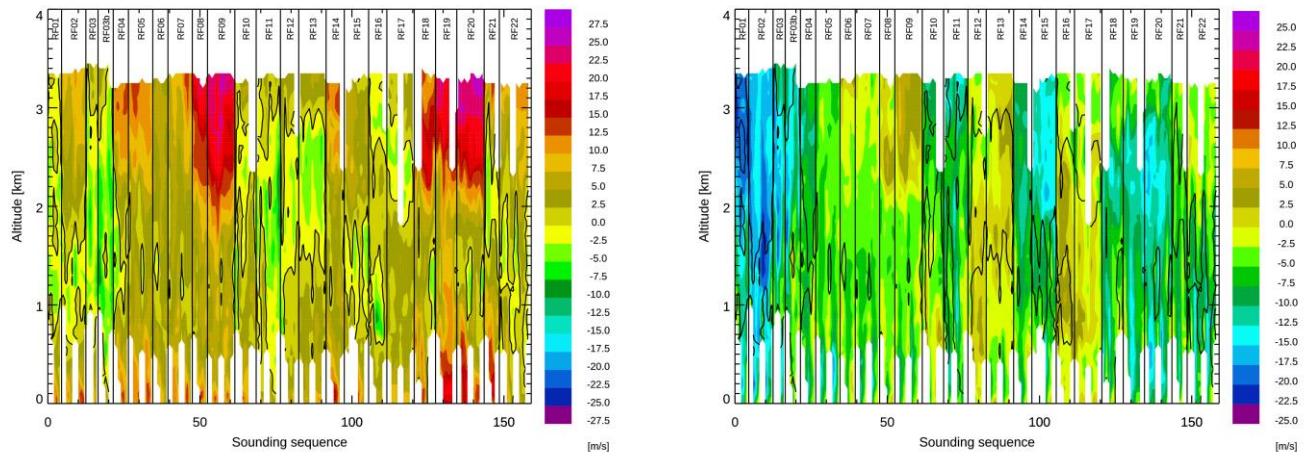 4
3
2
1
0
Altitude [km]
RF01
RF02
RF03
RF03b
RF04
RF05
RF06
RF07
RF08
RF09
RF10
RF11
RF12
RF13
RF14
RF15
RF16
RF17
RF18
RF19
RF20
RF21
RF22
0 50 100 150
Sounding sequence
27.5
25.0
22.5
20.0
17.5
15.0
12.5
10.0
7.5
5.0
2.5
0.0
-2.5
-5.0
-7.5
-10.0
-12.5
-15.0
-17.5
-20.0
-22.5
-25.0
-27.5
[m/s]
4
3
2
1
0
Altitude [km]
RF01
RF02
RF03
RF03b
RF04
RF05
RF06
RF07
RF08
RF09
RF10
RF11
RF12
RF13
RF14
RF15
RF16
RF17
RF18
RF19
RF20
RF21
RF22
0 50 100 150
Sounding sequence
25.0
22.5
20.0
17.5
15.0
12.5
10.0
7.5
5.0
2.5
0.0
-2.5
-5.0
-7.5
-10.0
-12.5
-15.0
-17.5
-20.0
-22.5
-25.0
[m/s]